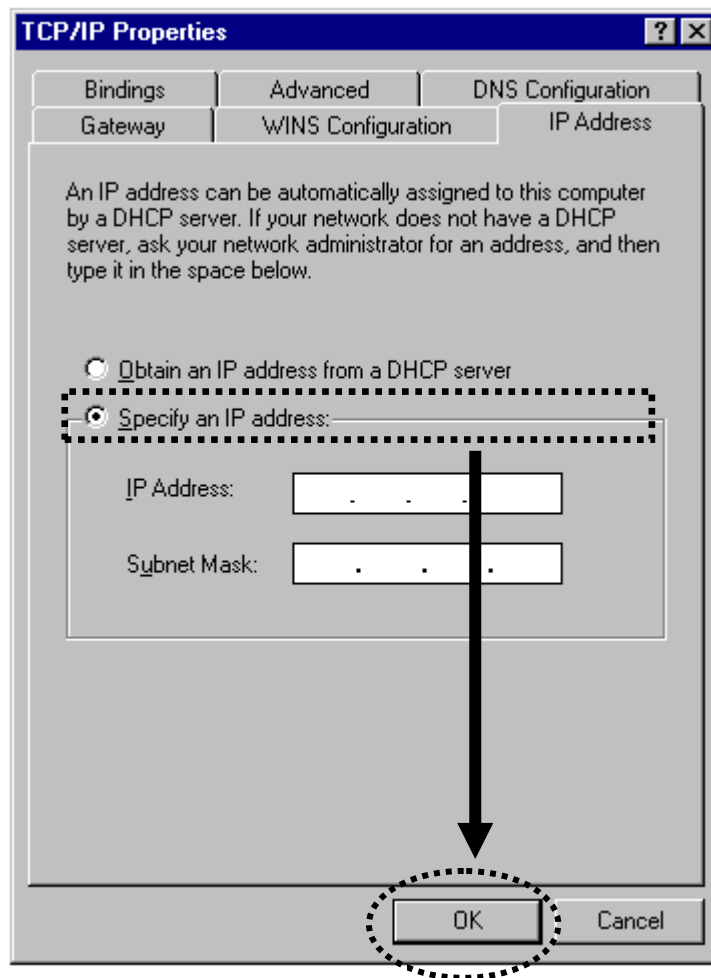 TCP/IP Properties
Bindings Advanced DNS Configuration
Gateway WINS Configuration IP Address
An IP address can be automatically assigned to this computer
by a DHCP server. If your network does not have a DHCP
server, ask your network administrator for an address, and then
type it in the space below.
Obtain an IP address from a DHCP server
Specify an IP address:
IP Address: . . .
Subnet Mask: . . .
OK Cancel